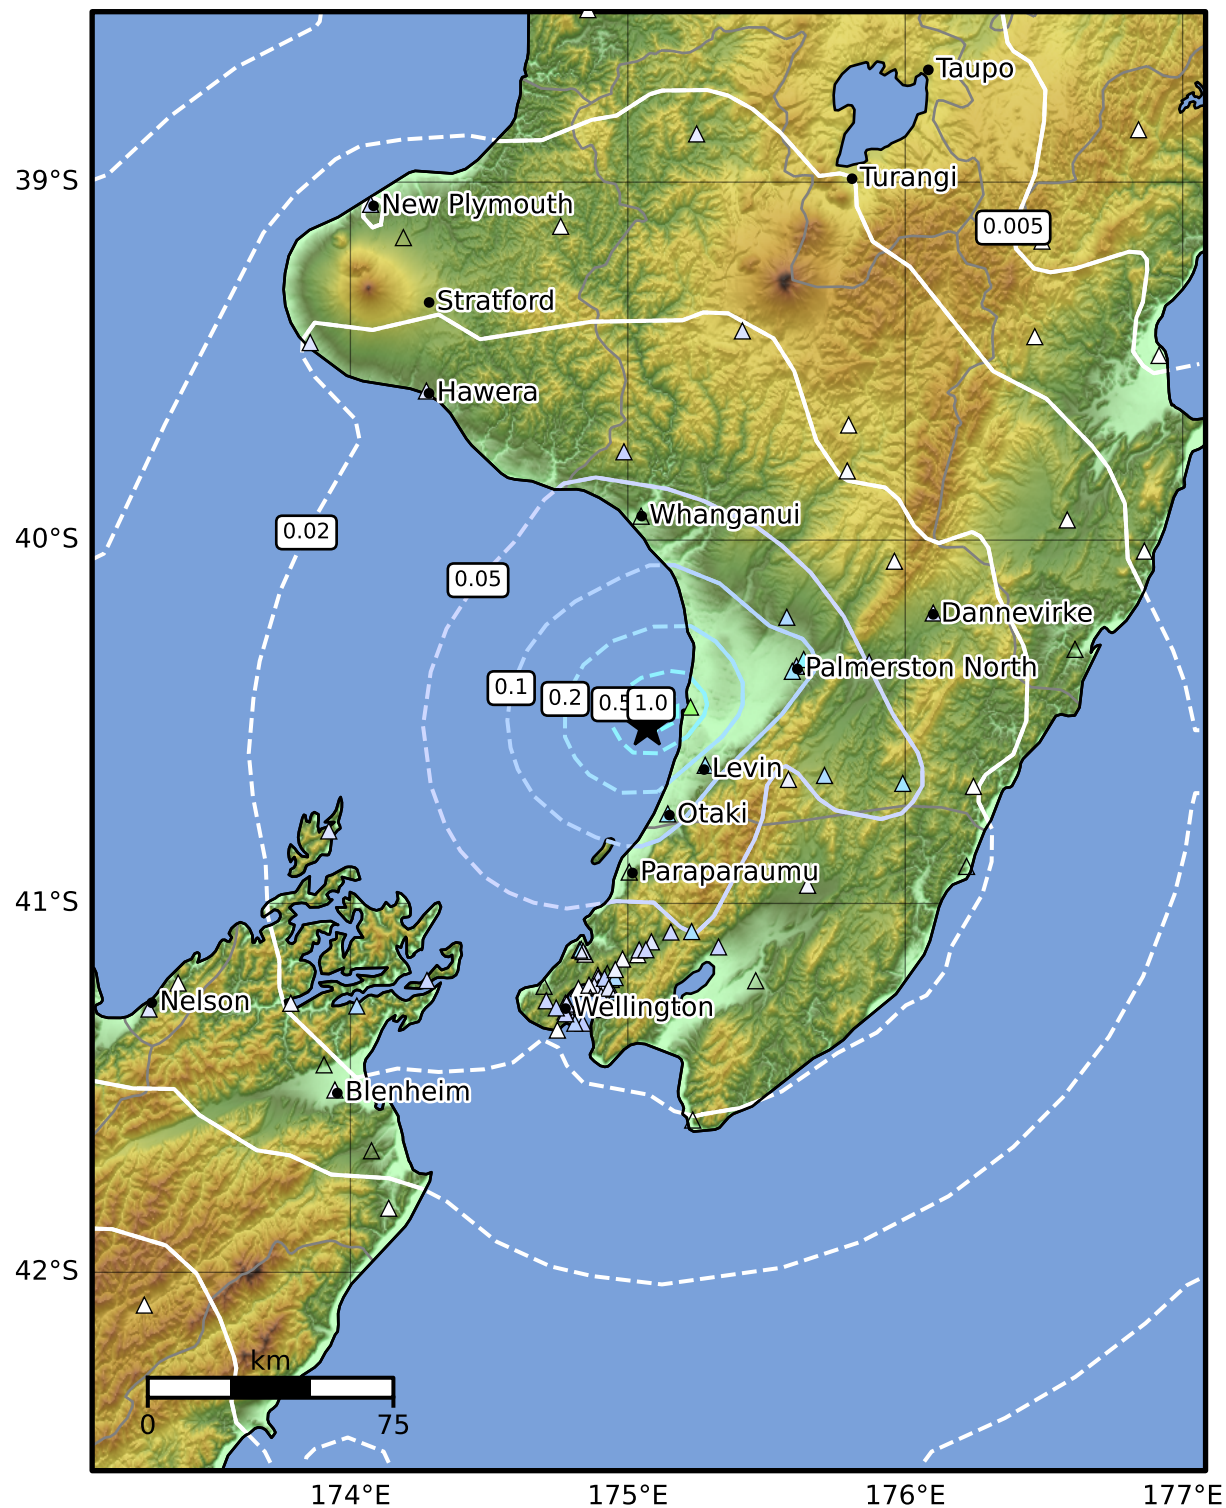 Taupo
39°S
Turangi
New Plymouth
0.005
Stratford
Hawera
Whanganui
0.02
40°S
0.05
Dannevirke
Palmerston North
0.1
0.2
0.5
1.0
Levin
Otaki
Paraparaumu
41°S
Nelson
Wellington
Blenheim
42°S
km
0
75
174°E
175°E
176°E
177°E